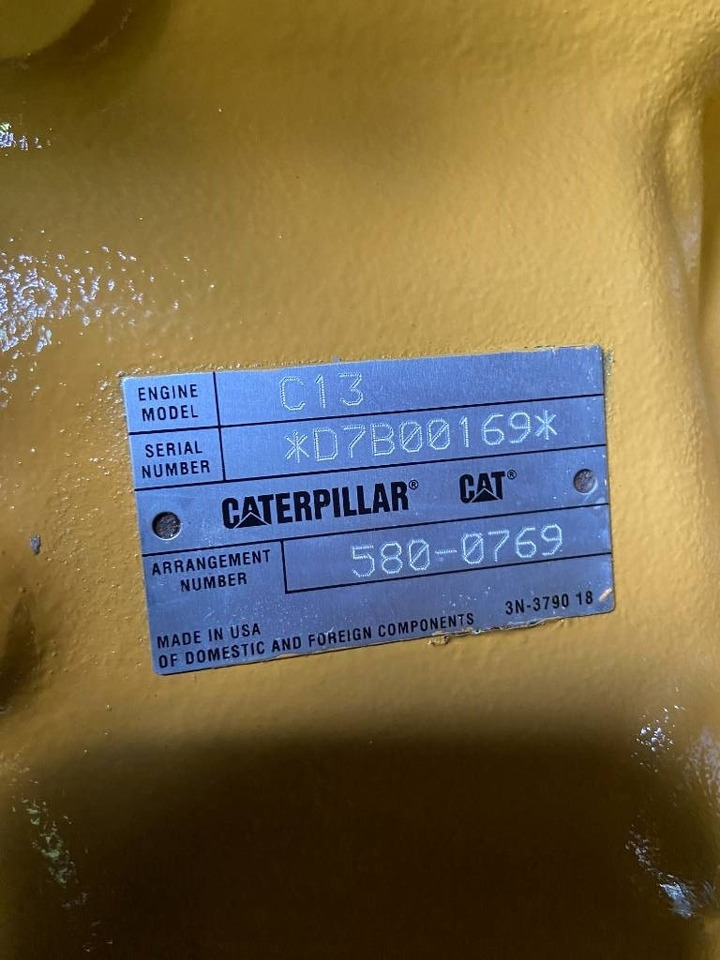 ENGINE MODEL C13
SERIAL NUMBER *D7B00169*
CATERPILLAR® CAT®
ARRANGEMENT NUMBER 580-0769
3N-3790 18
MADE IN USA
OF DOMESTIC AND FOREIGN COMPONENTS